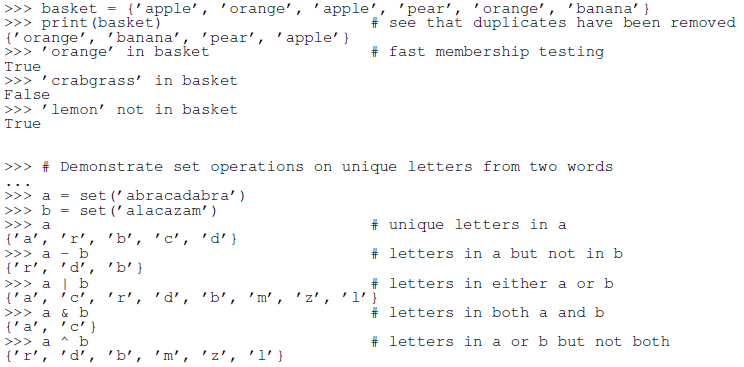 >>> basket = {'apple', 'orange', 'apple', 'pear', 'orange', 'banana'}
>>> print(basket)                      # see that duplicates have been removed
{'orange', 'banana', 'pear', 'apple'}
>>> 'orange' in basket                 # fast membership testing
True
>>> 'crabgrass' in basket
False
>>> 'lemon' not in basket
True
>>> # Demonstrate set operations on unique letters from two words
...
>>> a = set('abracadabra')
>>> b = set('alacazam')
>>> a                                  # unique letters in a
{'a', 'r', 'b', 'c', 'd'}
>>> a - b                              # letters in a but not in b
{'r', 'd', 'b'}
>>> a | b                              # letters in either a or b
{'a', 'c', 'r', 'd', 'b', 'm', 'z', 'l'}
>>> a & b                              # letters in both a and b
{'a', 'c'}
>>> a ^ b                              # letters in a or b but not both
{'r', 'd', 'b', 'm', 'z', 'l'}